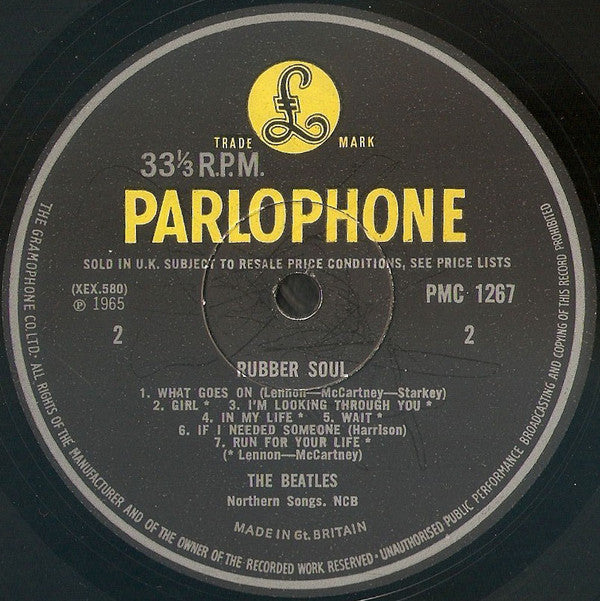 £
TRADE MARK
33⅓ R.P.M.
PARLOPHONE
SOLD IN U.K. SUBJECT TO RESALE PRICE CONDITIONS, SEE PRICE LISTS
(XEX.580) PMC 1267
℗ 1965
2 2
RUBBER SOUL
1. WHAT GOES ON (Lennon—McCartney—Starkey)
2. GIRL * 3. I'M LOOKING THROUGH YOU *
4. IN MY LIFE * 5. WAIT *
6. IF I NEEDED SOMEONE (Harrison)
7. RUN FOR YOUR LIFE *
(* Lennon—McCartney)
THE BEATLES
Northern Songs. NCB
MADE IN Gt. BRITAIN
THE GRAMOPHONE CO. LTD. · ALL RIGHTS OF THE MANUFACTURER AND OF THE OWNER OF THE RECORDED WORK RESERVED · UNAUTHORISED PUBLIC PERFORMANCE BROADCASTING AND COPYING OF THIS RECORD PROHIBITED